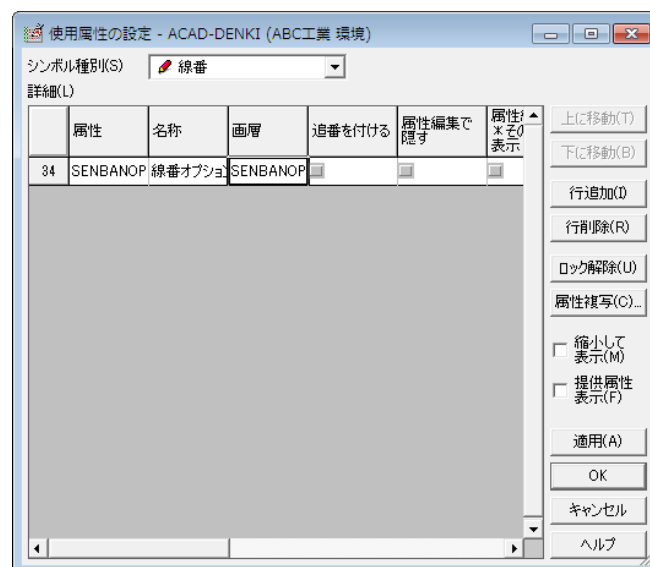 使用属性の設定 - ACAD-DENKI (ABC工業 環境)
シンボル種別(S) 線番
詳細(L)
属性 名称 画層 追番を付ける 属性編集で隠す
表示
34 SENBANOP 線番オプション SENBANOP
上に移動(T)
下に移動(B)
行追加(I)
行削除(R)
ロック解除(U)
属性複写(C)...
縮小して
表示(M)
提供属性
表示(F)
適用(A)
OK
キャンセル
ヘルプ